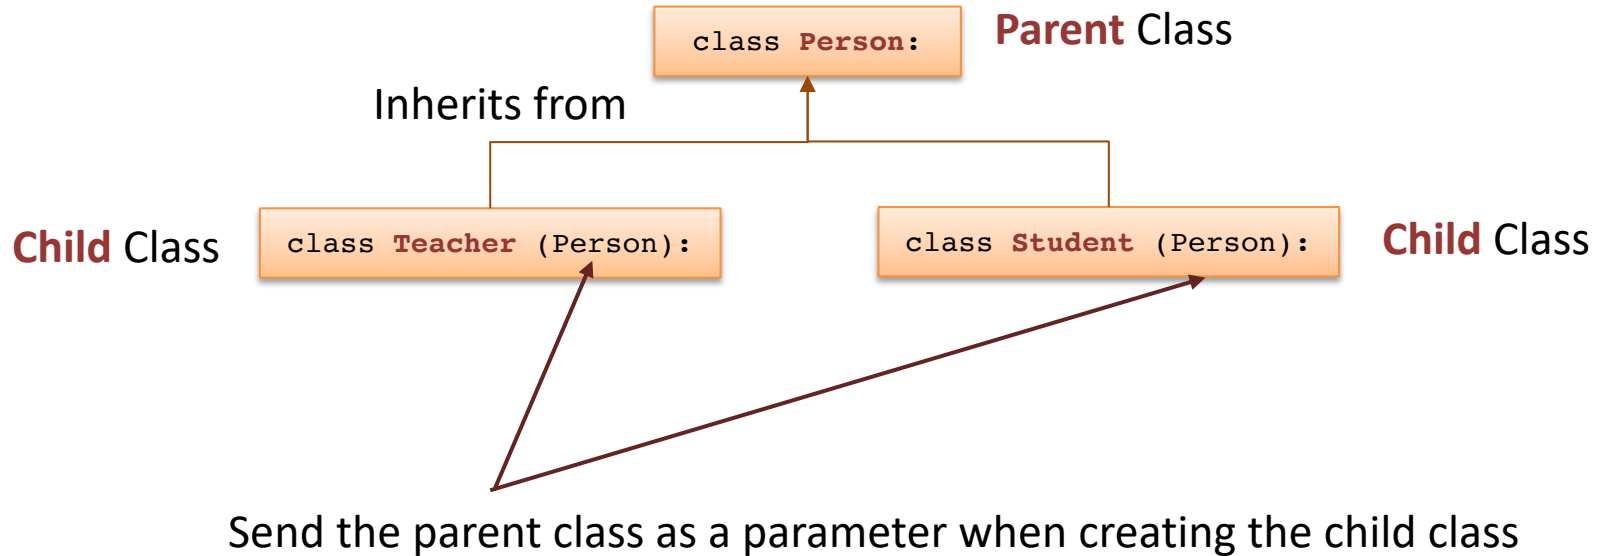 class Person:
Parent Class
Inherits from
Child Class
class Teacher (Person):
class Student (Person):
Child Class
Send the parent class as a parameter when creating the child class